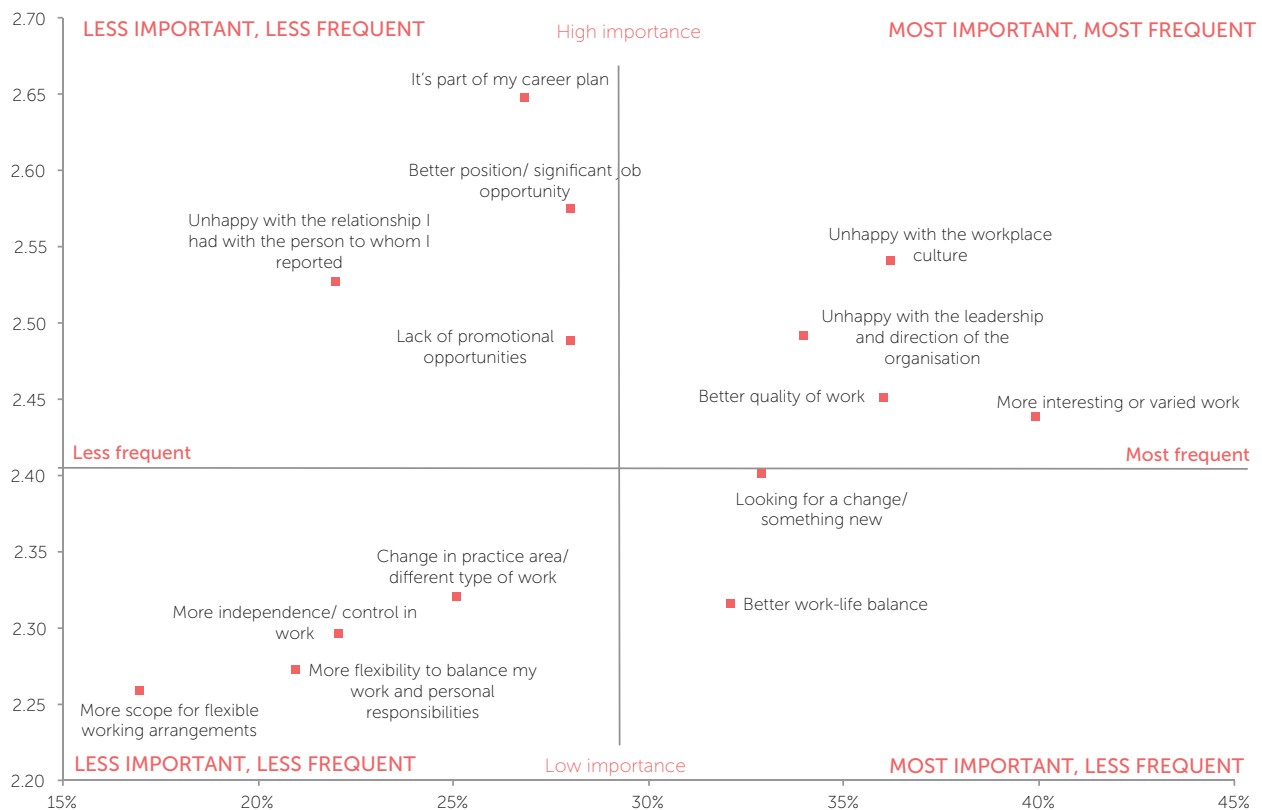 2.70
LESS IMPORTANT, LESS FREQUENT
High importance
MOST IMPORTANT, MOST FREQUENT
It's part of my career plan
2.65
Better position/ significant job
opportunity
2.60
Unhappy with the relationship I
had with the person to whom I
reported
2.55
Unhappy with the workplace
culture
2.50
Lack of promotional
opportunities
Unhappy with the leadership
and direction of the
organisation
2.45
Better quality of work
More interesting or varied work
Less frequent
Most frequent
2.40
Looking for a change/
something new
2.35
Change in practice area/
different type of work
2.30
More independence/ control in
work
Better work-life balance
More flexibility to balance my
work and personal
responsibilities
2.25
More scope for flexible
working arrangements
LESS IMPORTANT, LESS FREQUENT
Low importance
MOST IMPORTANT, LESS FREQUENT
2.20
15%
20%
25%
30%
35%
40%
45%